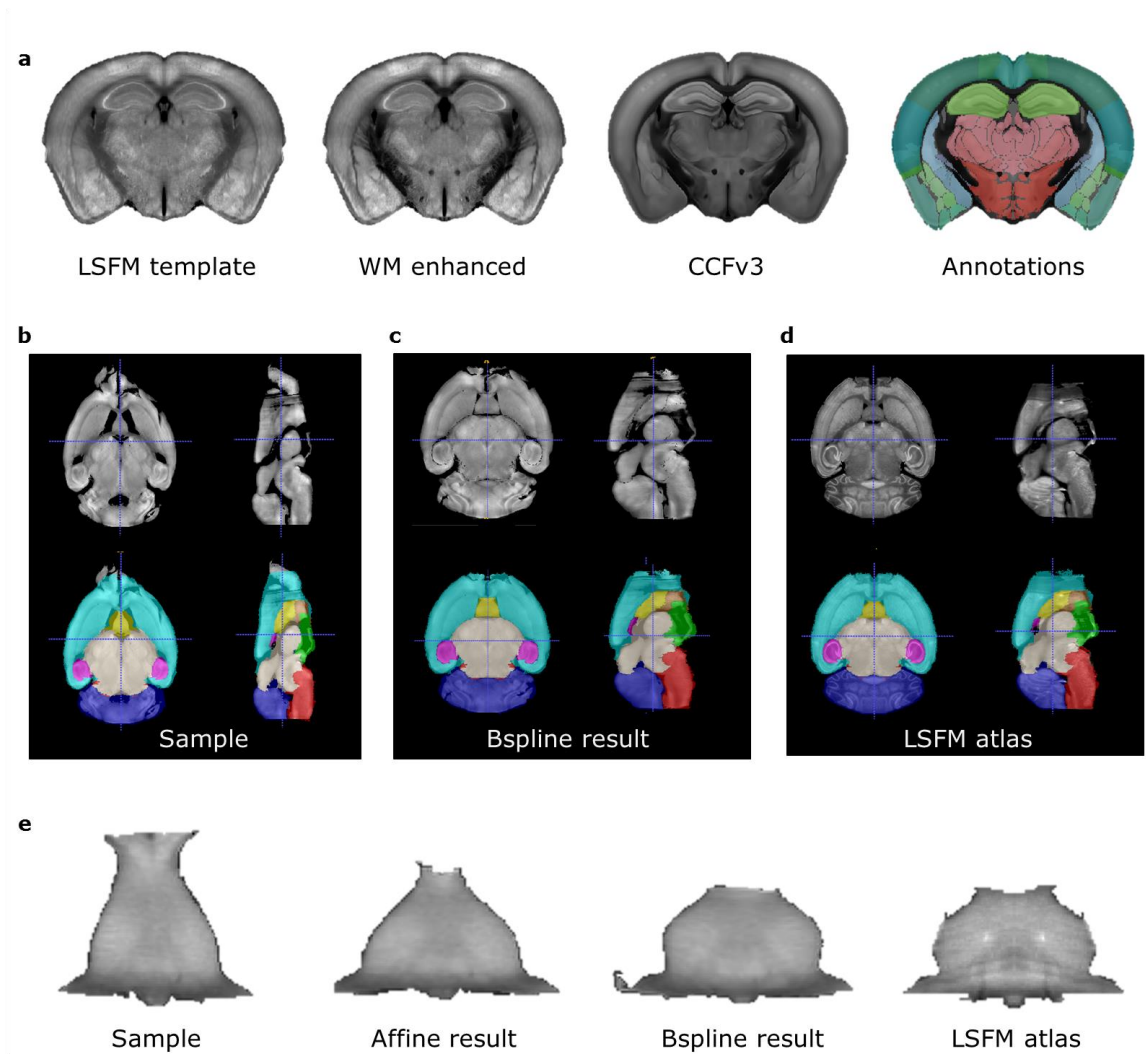 a
LSFM template
WM enhanced
CCFv3
Annotations
b
c
d
Sample
Bspline result
LSFM atlas
e
Sample
Affine result
Bspline result
LSFM atlas